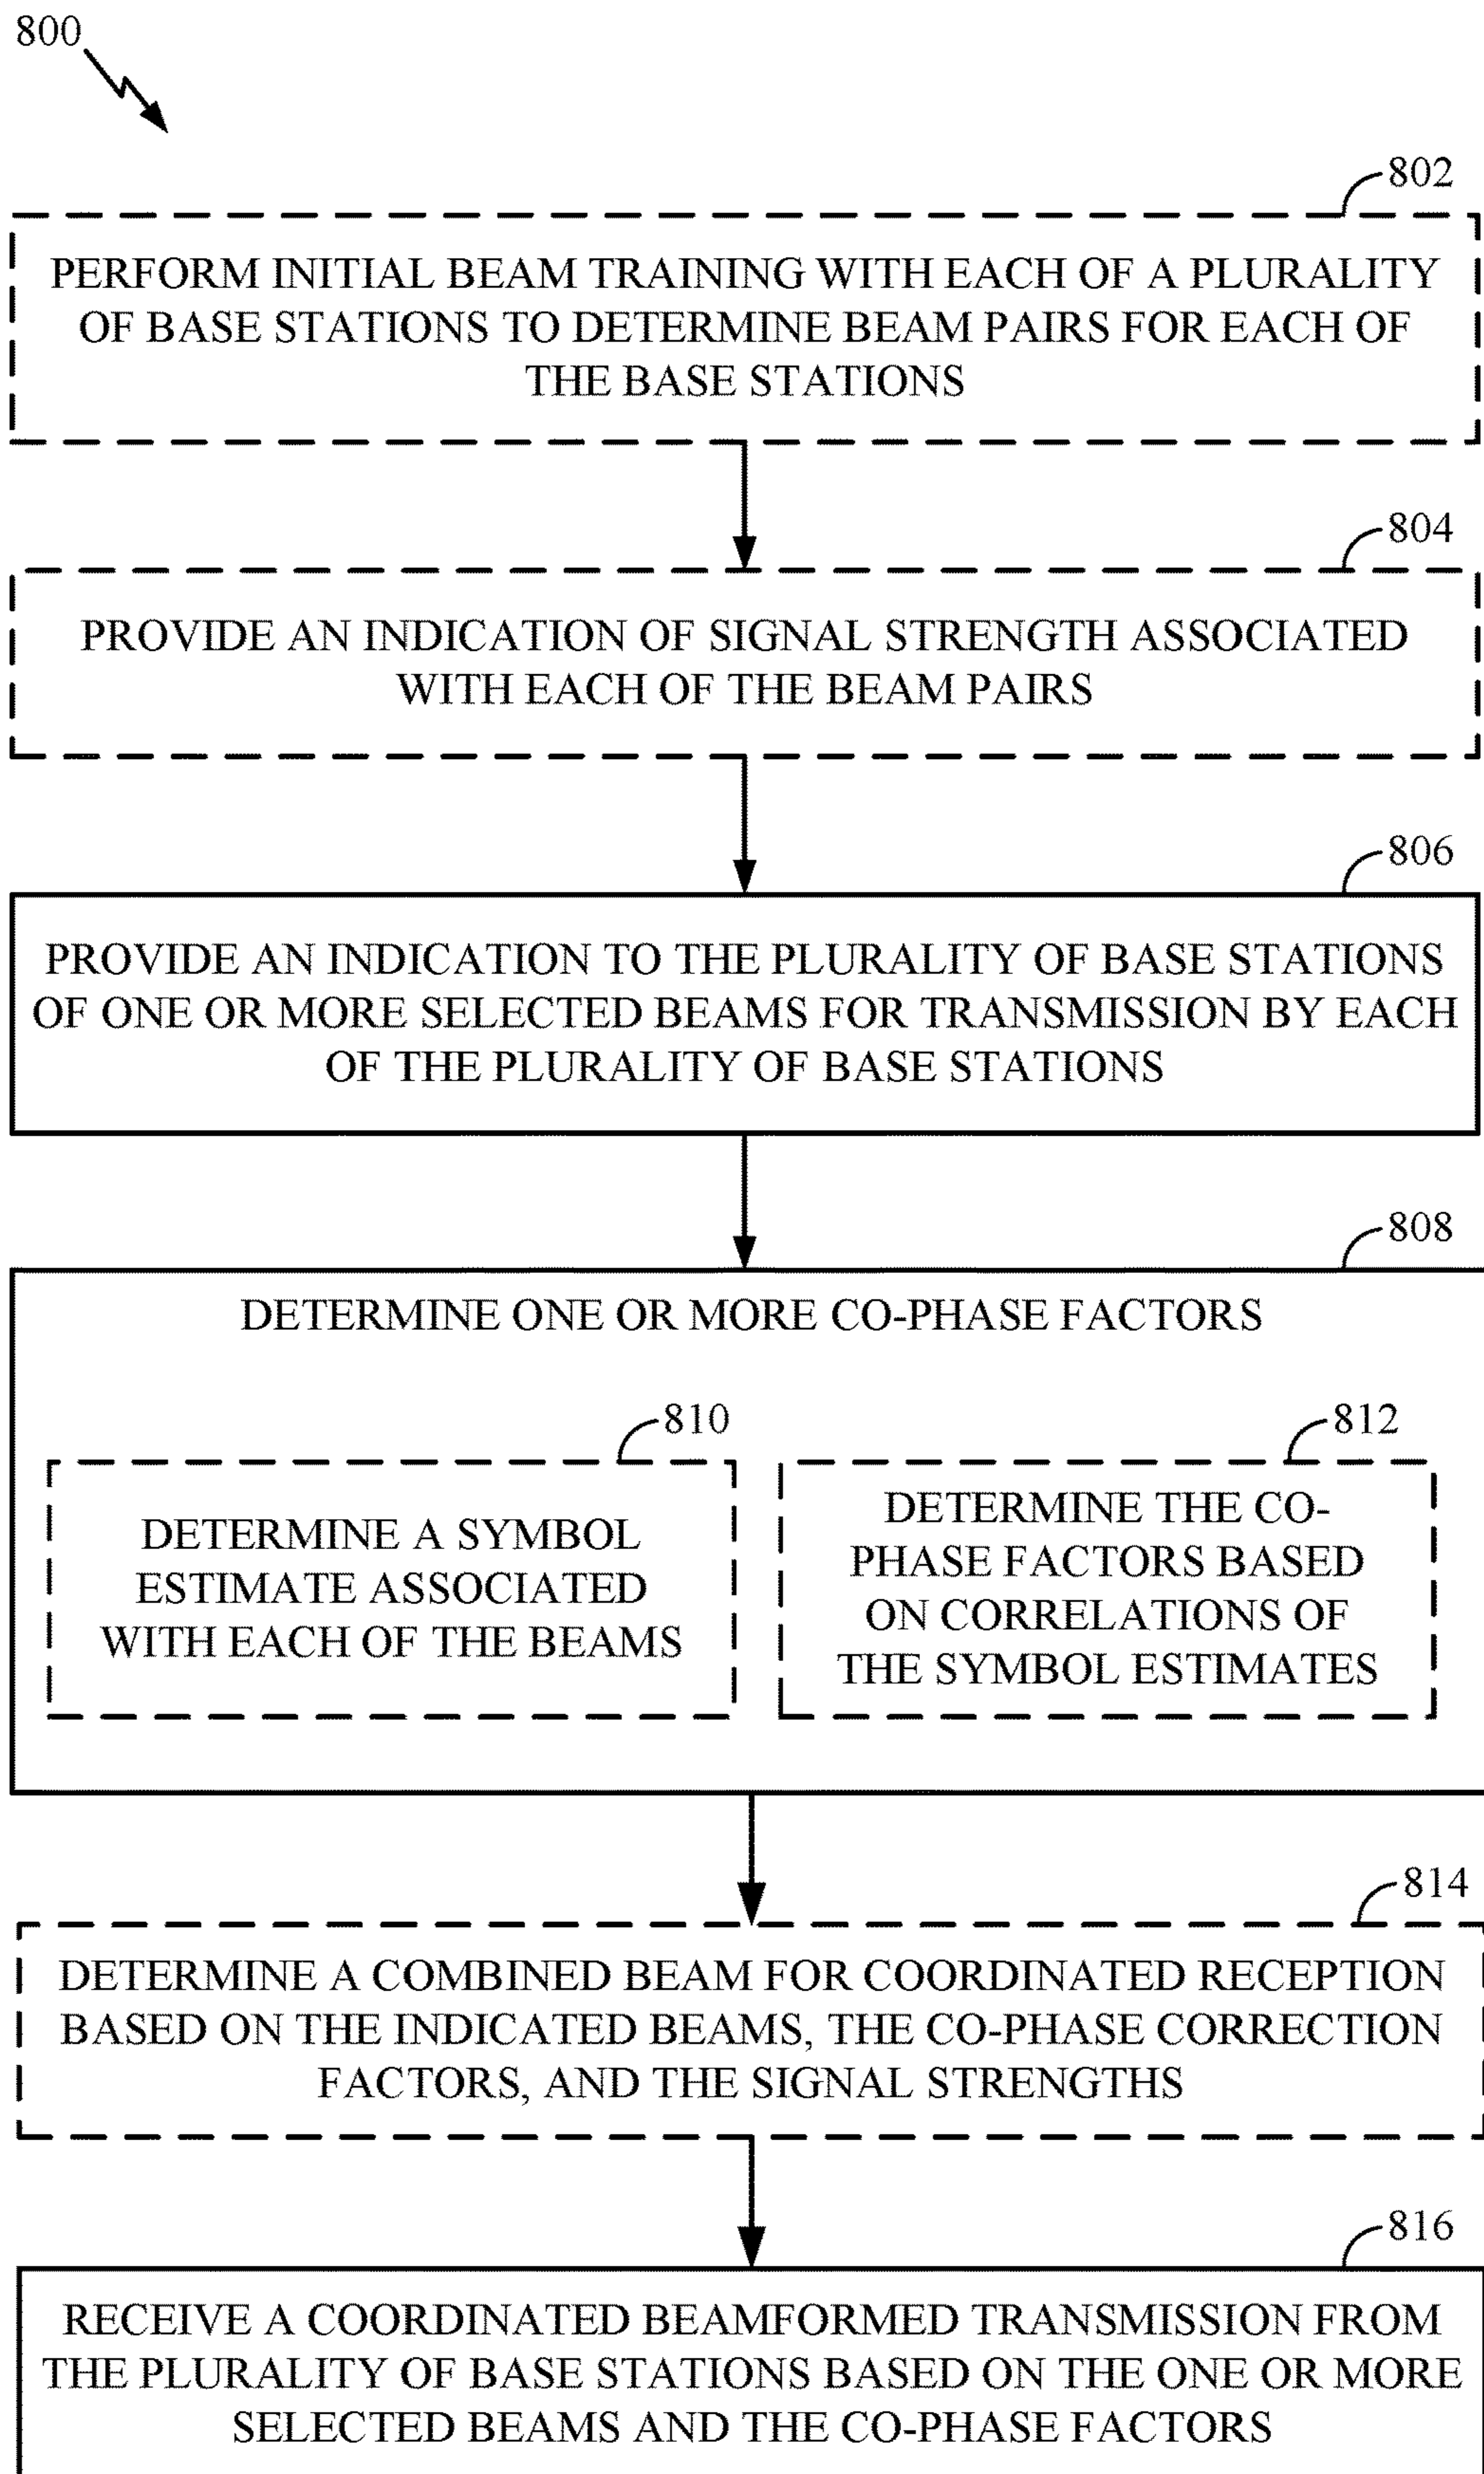 800
802
PERFORM INITIAL BEAM TRAINING WITH EACH OF A PLURALITY
OF BASE STATIONS TO DETERMINE BEAM PAIRS FOR EACH OF
THE BASE STATIONS
804
PROVIDE AN INDICATION OF SIGNAL STRENGTH ASSOCIATED
WITH EACH OF THE BEAM PAIRS
806
PROVIDE AN INDICATION TO THE PLURALITY OF BASE STATIONS
OF ONE OR MORE SELECTED BEAMS FOR TRANSMISSION BY EACH
OF THE PLURALITY OF BASE STATIONS
808
DETERMINE ONE OR MORE CO-PHASE FACTORS
810
DETERMINE A SYMBOL
ESTIMATE ASSOCIATED
WITH EACH OF THE BEAMS
812
DETERMINE THE CO-
PHASE FACTORS BASED
ON CORRELATIONS OF
THE SYMBOL ESTIMATES
814
DETERMINE A COMBINED BEAM FOR COORDINATED RECEPTION
BASED ON THE INDICATED BEAMS, THE CO-PHASE CORRECTION
FACTORS, AND THE SIGNAL STRENGTHS
816
RECEIVE A COORDINATED BEAMFORMED TRANSMISSION FROM
THE PLURALITY OF BASE STATIONS BASED ON THE ONE OR MORE
SELECTED BEAMS AND THE CO-PHASE FACTORS